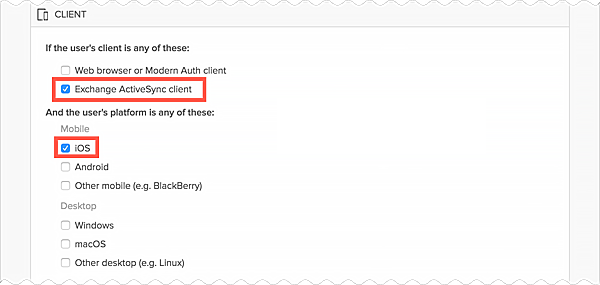 CLIENT
If the user's client is any of these:
Web browser or Modern Auth client
Exchange ActiveSync client
And the user's platform is any of these:
Mobile
iOS
Android
Other mobile (e.g. BlackBerry)
Desktop
Windows
macOS
Other desktop (e.g. Linux)